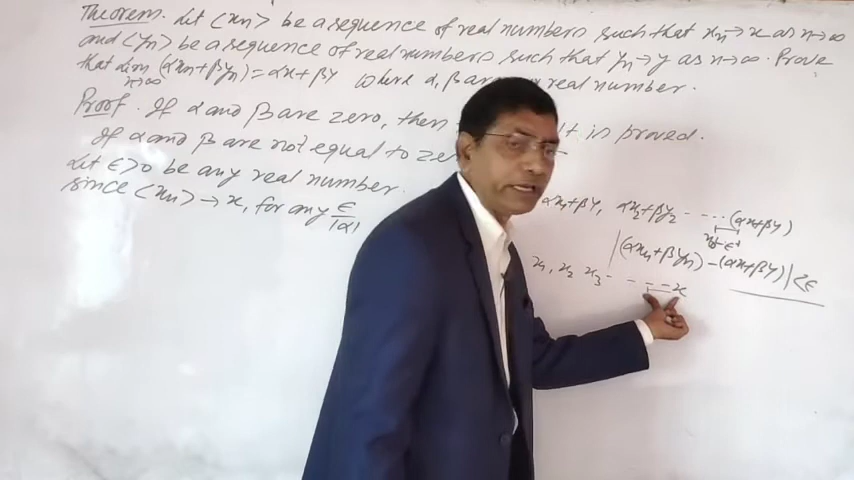 Theorem. Let <xn> be a sequence of real numbers such that xn → x as n→∞
and <yn> be a sequence of real numbers such that yn → y as n→∞. Prove
that lim n→∞ (αxn+βyn) = αx+βy where α, β are real number.
Proof. If α and β are zero, then lt is proved.
If α and β are not equal to
Let ϵ>0 be any real number.
since <xn> → x, for any ϵ/|α|
αx1+βy1, αx2+βy2 - - ‥‥ (αx+βy)
|(αxn+βyn) - (αx+βy)| < ϵ
x1, x2 x3 - - - - - x